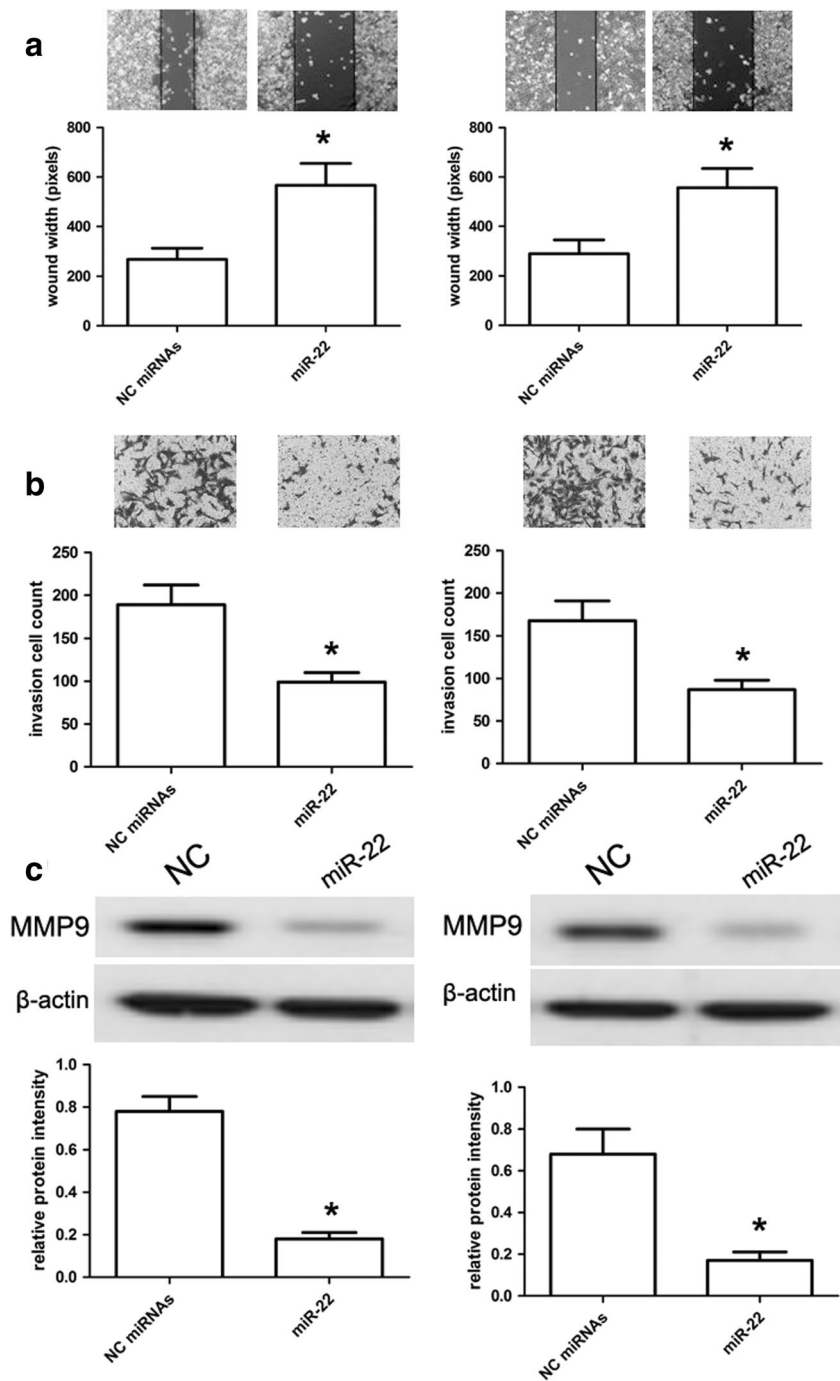 a
800
600
400
200
0
wound width (pixels)
*
NC miRNAs
miR-22
800
600
400
200
0
wound width (pixels)
*
NC miRNAs
miR-22
b
250
200
150
100
50
0
invasion cell count
*
NC miRNAs
miR-22
250
200
150
100
50
0
invasion cell count
*
NC miRNAs
miR-22
c
NC
miR-22
MMP9
β-actin
1.0
0.8
0.6
0.4
0.2
0.0
relative protein intensity
*
NC miRNAs
miR-22
NC
miR-22
MMP9
β-actin
1.0
0.8
0.6
0.4
0.2
0.0
relative protein intensity
*
NC miRNAs
miR-22